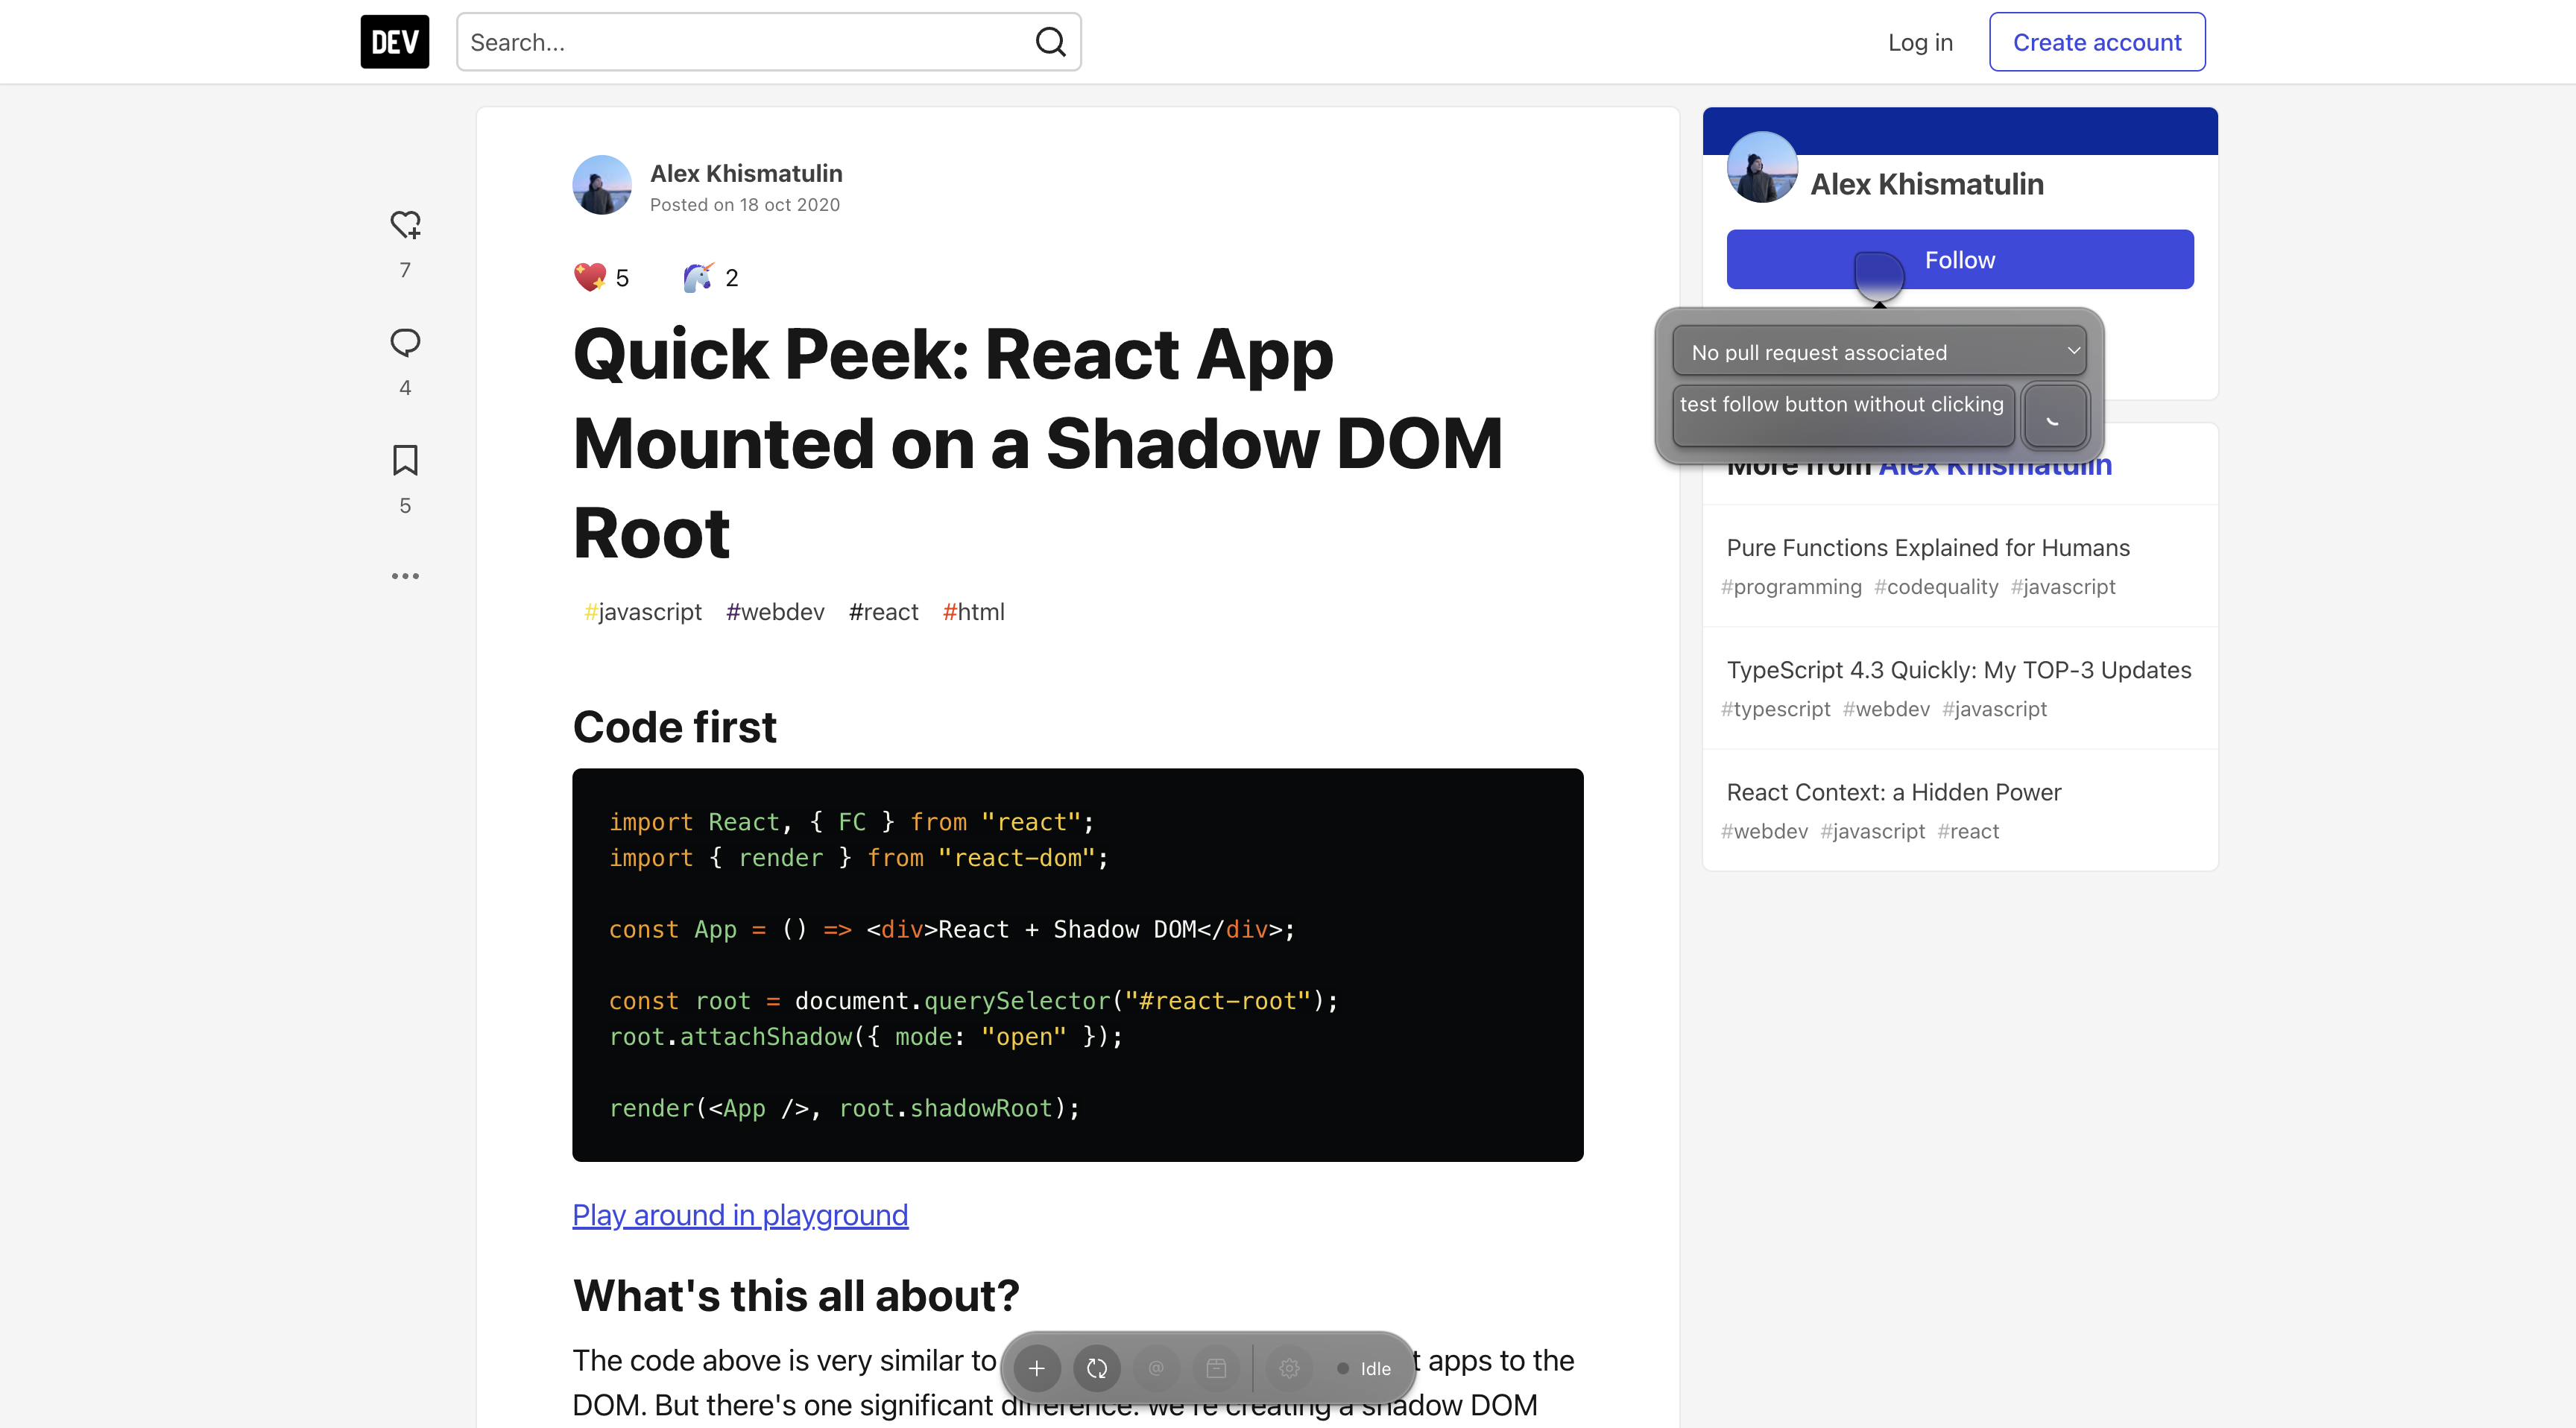 DEV
Search...
Log in
Create account
7
4
5
Alex Khismatulin
Posted on 18 oct 2020
5
2
Quick Peek: React App
Mounted on a Shadow DOM
Root
#javascript #webdev #react #html
Code first
import React, { FC } from "react";
import { render } from "react-dom";
const App = () => <div>React + Shadow DOM</div>;
const root = document.querySelector("#react-root");
root.attachShadow({ mode: "open" });
render(<App />, root.shadowRoot);
Play around in playground
What's this all about?
The code above is very similar to
t apps to the
DOM. But there's one significant difference: we're creating a shadow DOM
Idle
Alex Khismatulin
Follow
No pull request associated
test follow button without clicking
More from Alex Khismatulin
Pure Functions Explained for Humans
#programming #codequality #javascript
TypeScript 4.3 Quickly: My TOP-3 Updates
#typescript #webdev #javascript
React Context: a Hidden Power
#webdev #javascript #react